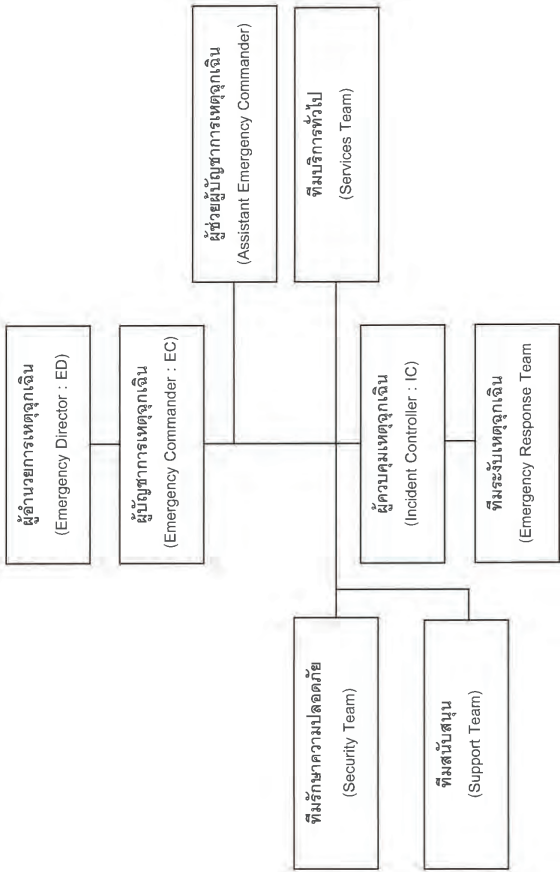 ผู้อำนวยการเหตุฉุกเฉิน
(Emergency Director : ED)
ผู้บัญชาการเหตุฉุกเฉิน
(Emergency Commander : EC)
ผู้ช่วยผู้บัญชาการเหตุฉุกเฉิน
(Assistant Emergency Commander)
ทีมรักษาความปลอดภัย
(Security Team)
ทีมบริการทั่วไป
(Services Team)
ทีมสนับสนุน
(Support Team)
ผู้ควบคุมเหตุฉุกเฉิน
(Incident Controller : IC)
ทีมระงับเหตุฉุกเฉิน
(Emergency Response Team